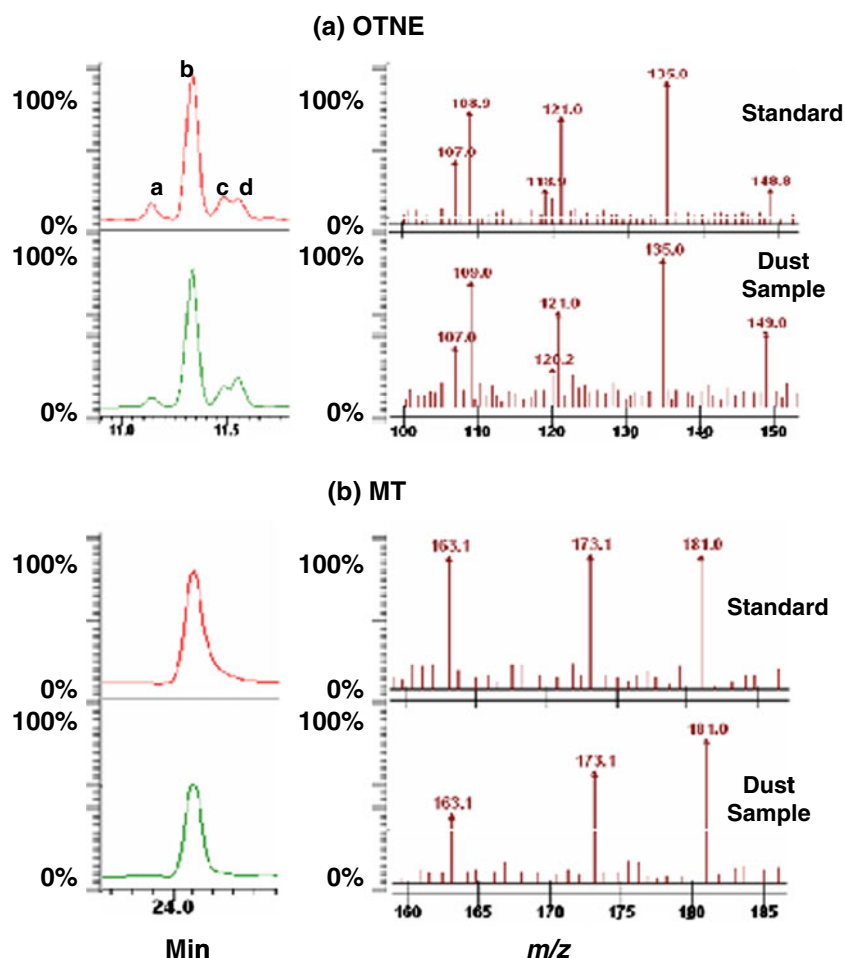 (a) OTNE
100%
b
a
c d
0%
100%
0%
11.0 11.5
100%
135.0
108.9
121.0
107.0
118.9
148.8
Standard
0%
100%
135.0
109.0
121.0
107.0
120.2
149.0
Dust
Sample
0%
100 110 120 130 140 150
(b) MT
100%
0%
100%
0%
24.0
Min
100%
163.1 173.1 181.0
Standard
0%
100%
181.0
173.1
163.1
Dust
Sample
0%
160 165 170 175 180 185
m/z